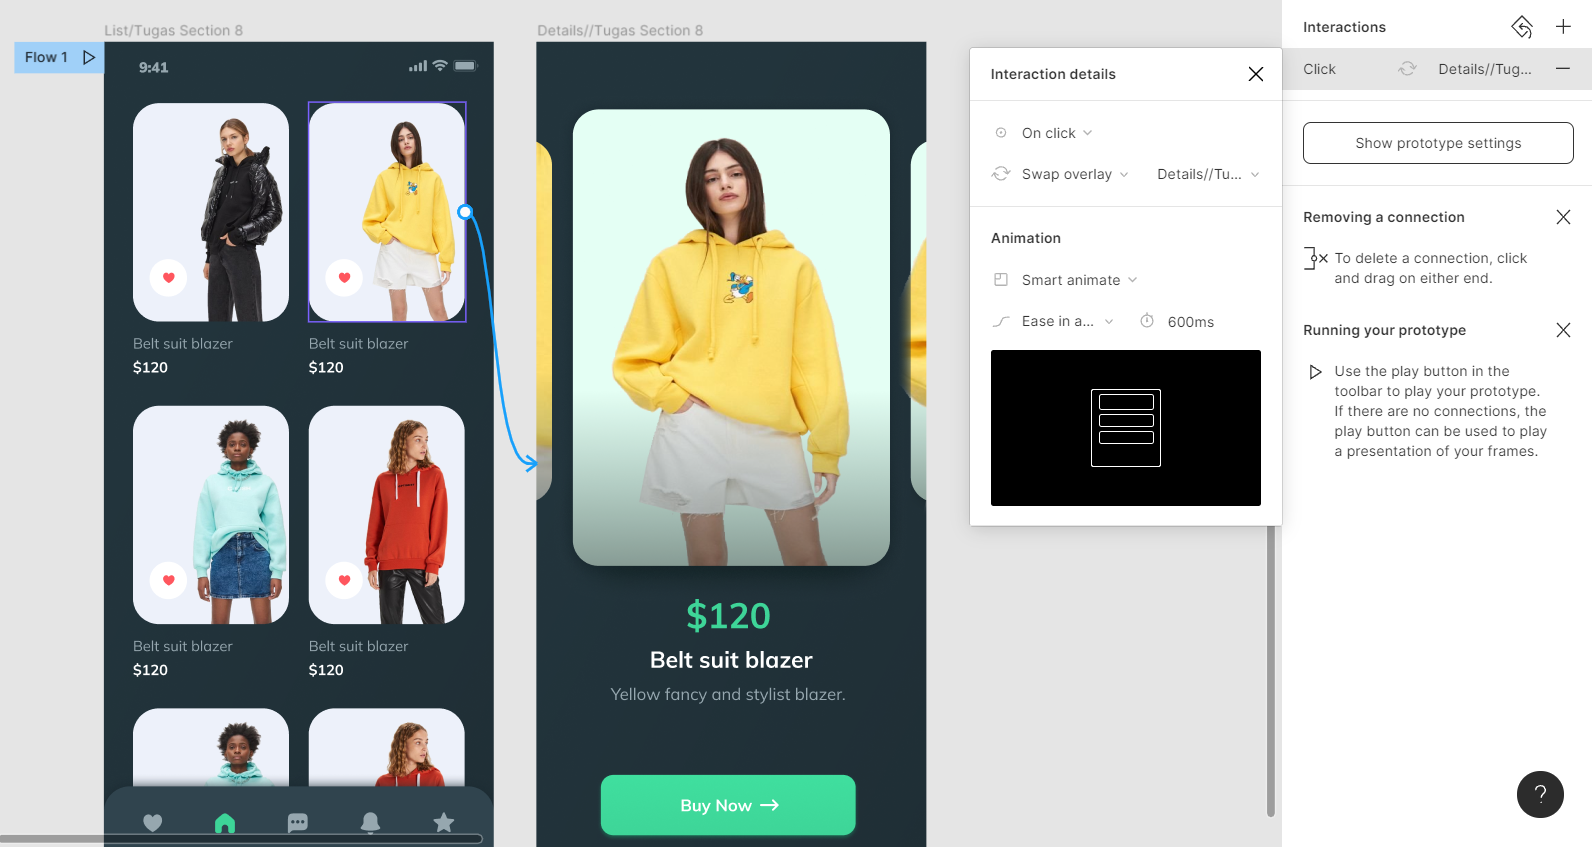 List/Tugas Section 8
Details//Tugas Section 8
Flow 1
9:41
Belt suit blazer
$120
Belt suit blazer
$120
Belt suit blazer
$120
Belt suit blazer
$120
$120
Belt suit blazer
Yellow fancy and stylist blazer.
Buy Now
Interaction details
On click
Swap overlay
Details//Tu...
Animation
Smart animate
Ease in a...
600ms
Interactions
Click
Details//Tug...
Show prototype settings
Removing a connection
To delete a connection, click
and drag on either end.
Running your prototype
Use the play button in the
toolbar to play your prototype.
If there are no connections, the
play button can be used to play
a presentation of your frames.
?